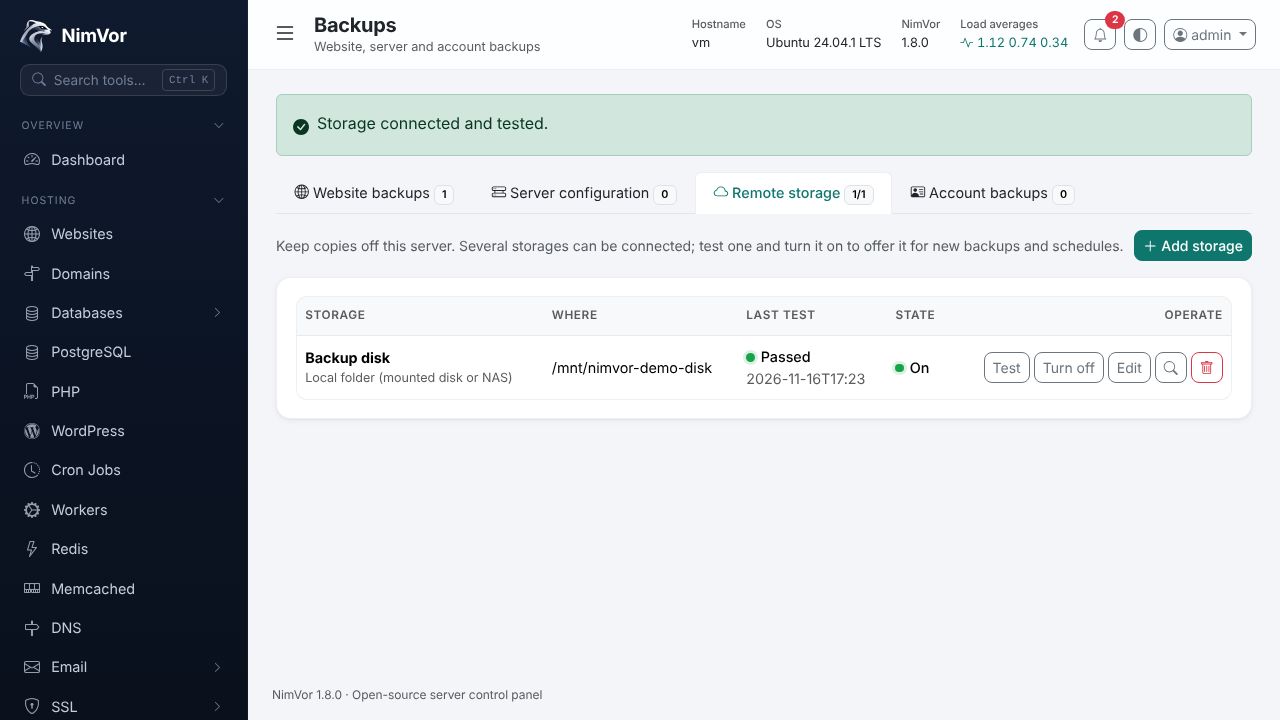 NimVor
Search tools...
Ctrl K
OVERVIEW
Dashboard
HOSTING
Websites
Domains
Databases
PostgreSQL
PHP
WordPress
Cron Jobs
Workers
Redis
Memcached
DNS
Email
SSL
Backups
Website, server and account backups
Hostname
vm
OS
Ubuntu 24.04.1 LTS
NimVor
1.8.0
Load averages
1.12 0.74 0.34
2
admin
Storage connected and tested.
Website backups 1
Server configuration 0
Remote storage 1/1
Account backups 0
Keep copies off this server. Several storages can be connected; test one and turn it on to offer it for new backups and schedules.
Add storage
STORAGE WHERE LAST TEST STATE OPERATE
Backup disk
Local folder (mounted disk or NAS)
/mnt/nimvor-demo-disk
Passed
2026-11-16T17:23
On
Test
Turn off
Edit
NimVor 1.8.0 · Open-source server control panel